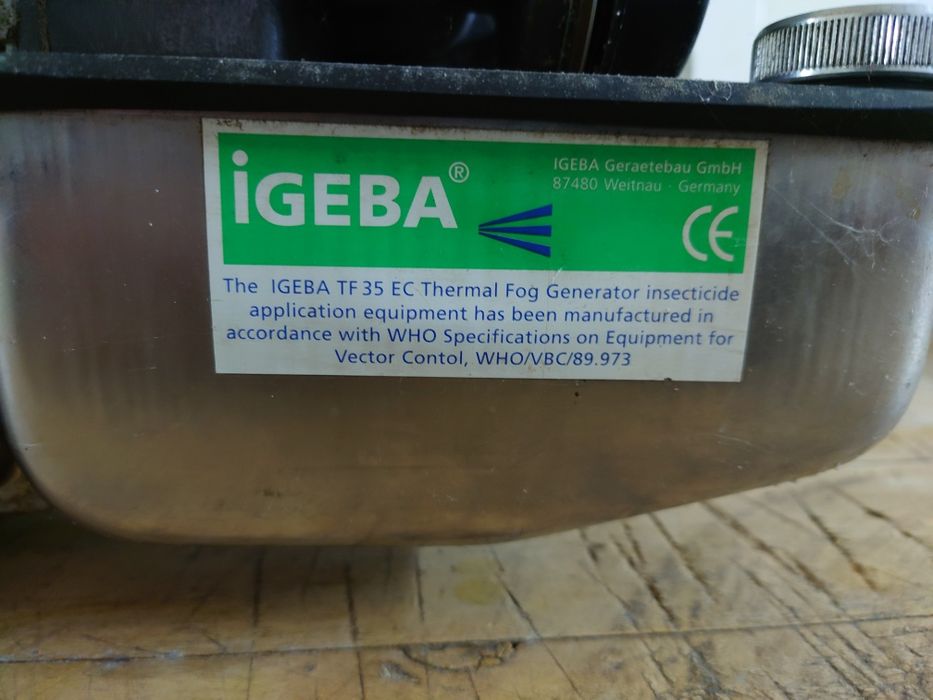 IGEBA®
IGEBA Geraetebau GmbH
87480 Weitnau · Germany
CE
The IGEBA TF 35 EC Thermal Fog Generator insecticide
application equipment has been manufactured in
accordance with WHO Specifications on Equipment for
Vector Contol, WHO/VBC/89.973